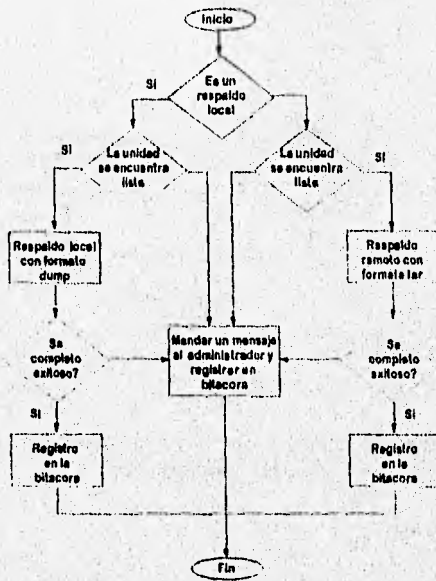 Inicio
Es un
respaldo
local
SI
La unidad
se encuentra
lista
SI
La unidad
se encuentra
lista
SI
Respaldo local
con formato
dump
Respaldo
remoto con
formato tar
Se
completo
exitoso?
Mandar un mensaje
al administrador y
registrar en
bitacora
Se
completo
exitoso?
SI
SI
Registro
en la
bitacora
Registro
en la
bitacora
Fin